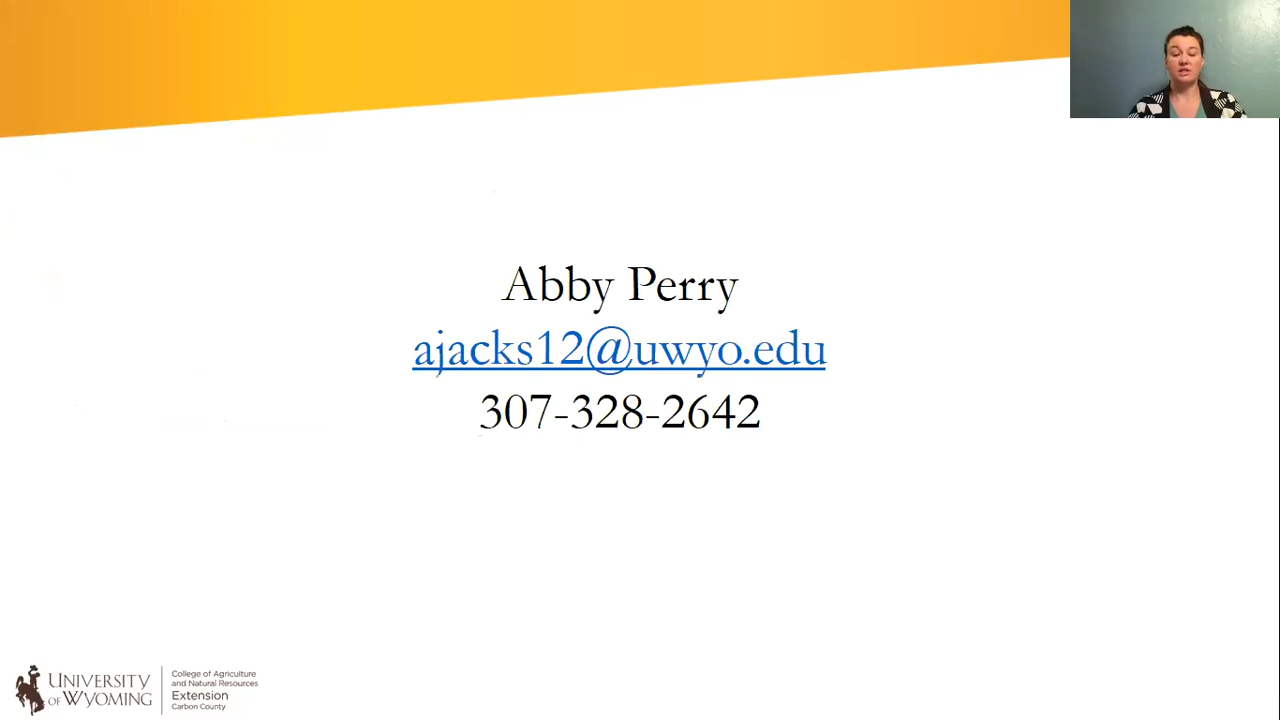 Abby Perry
ajacks12@uwyo.edu
307-328-2642
UNIVERSITY
OF WYOMING
College of Agriculture
and Natural Resources
Extension
Carbon County